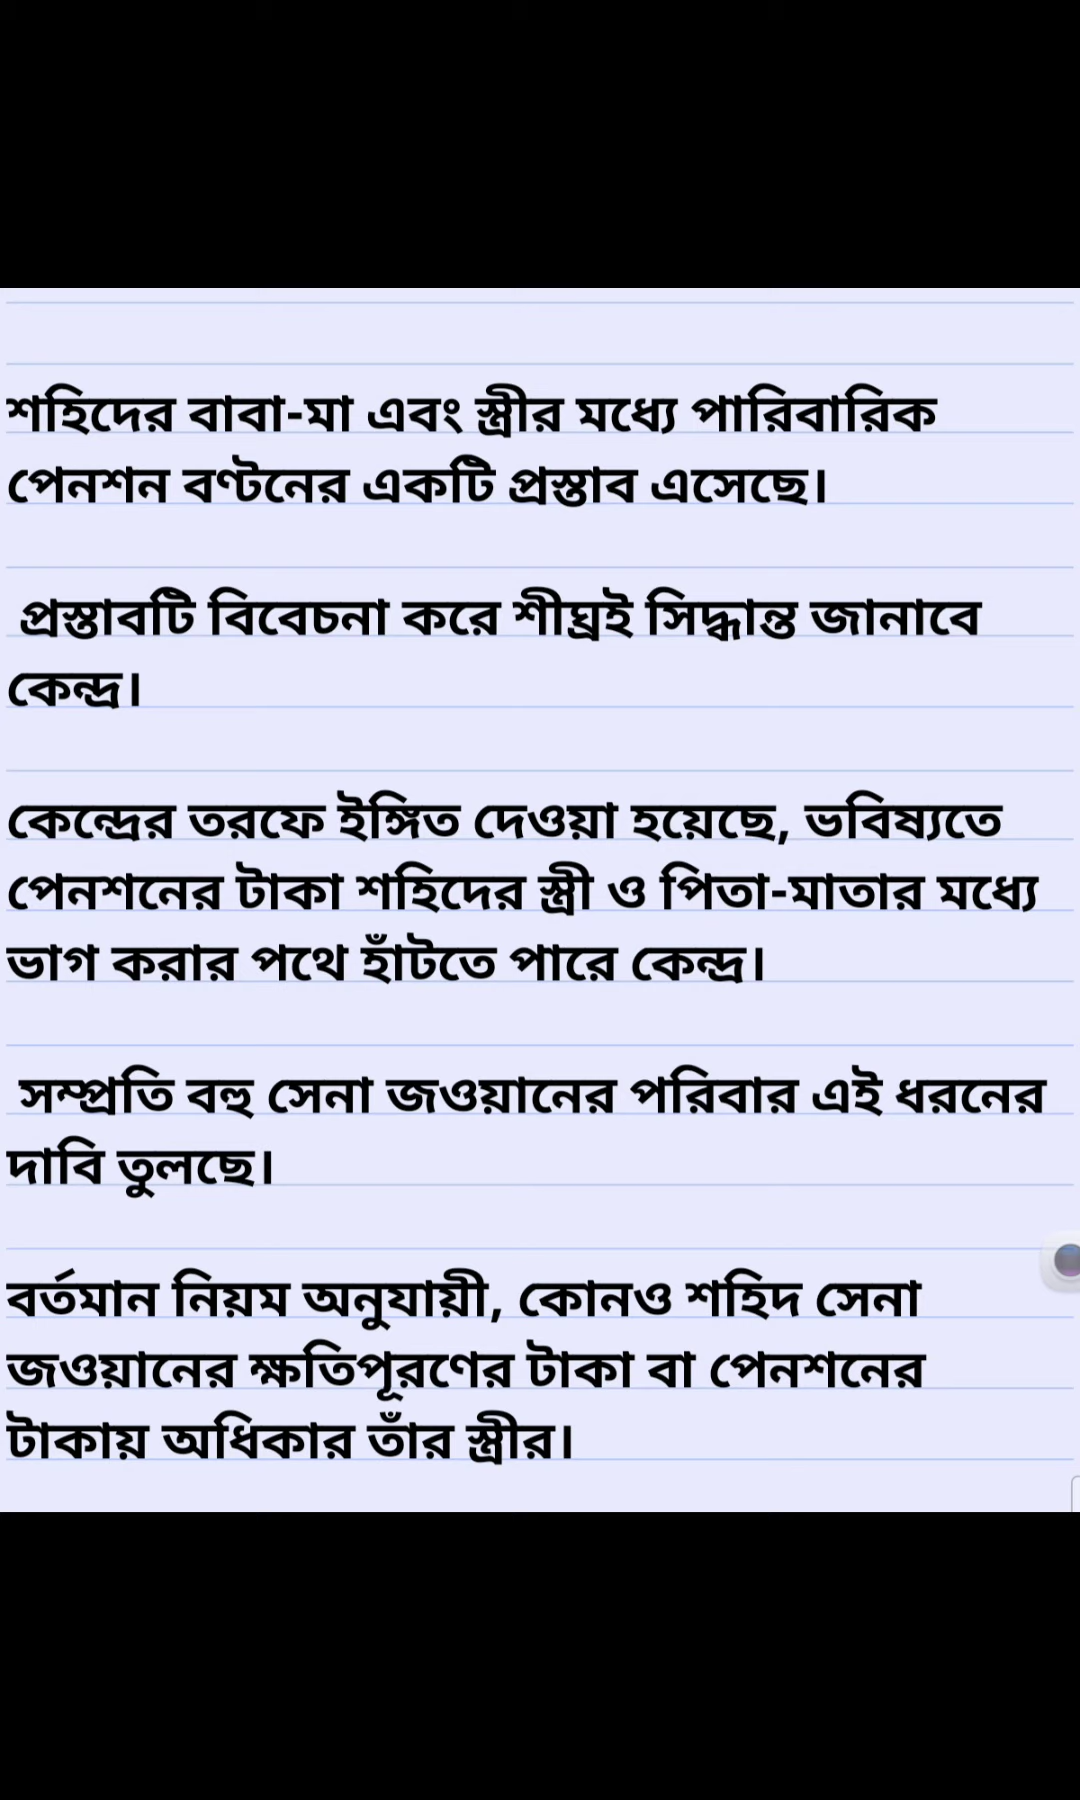 শহিদের বাবা-মা এবং স্ত্রীর মধ্যে পারিবারিক
পেনশন বণ্টনের একটি প্রস্তাব এসেছে।
প্রস্তাবটি বিবেচনা করে শীঘ্রই সিদ্ধান্ত জানাবে
কেন্দ্র।
কেন্দ্রের তরফে ইঙ্গিত দেওয়া হয়েছে, ভবিষ্যতে
পেনশনের টাকা শহিদের স্ত্রী ও পিতা-মাতার মধ্যে
ভাগ করার পথে হাঁটতে পারে কেন্দ্র।
সম্প্রতি বহু সেনা জওয়ানের পরিবার এই ধরনের
দাবি তুলছে।
বর্তমান নিয়ম অনুযায়ী, কোনও শহিদ সেনা
জওয়ানের ক্ষতিপূরণের টাকা বা পেনশনের
টাকায় অধিকার তাঁর স্ত্রীর।